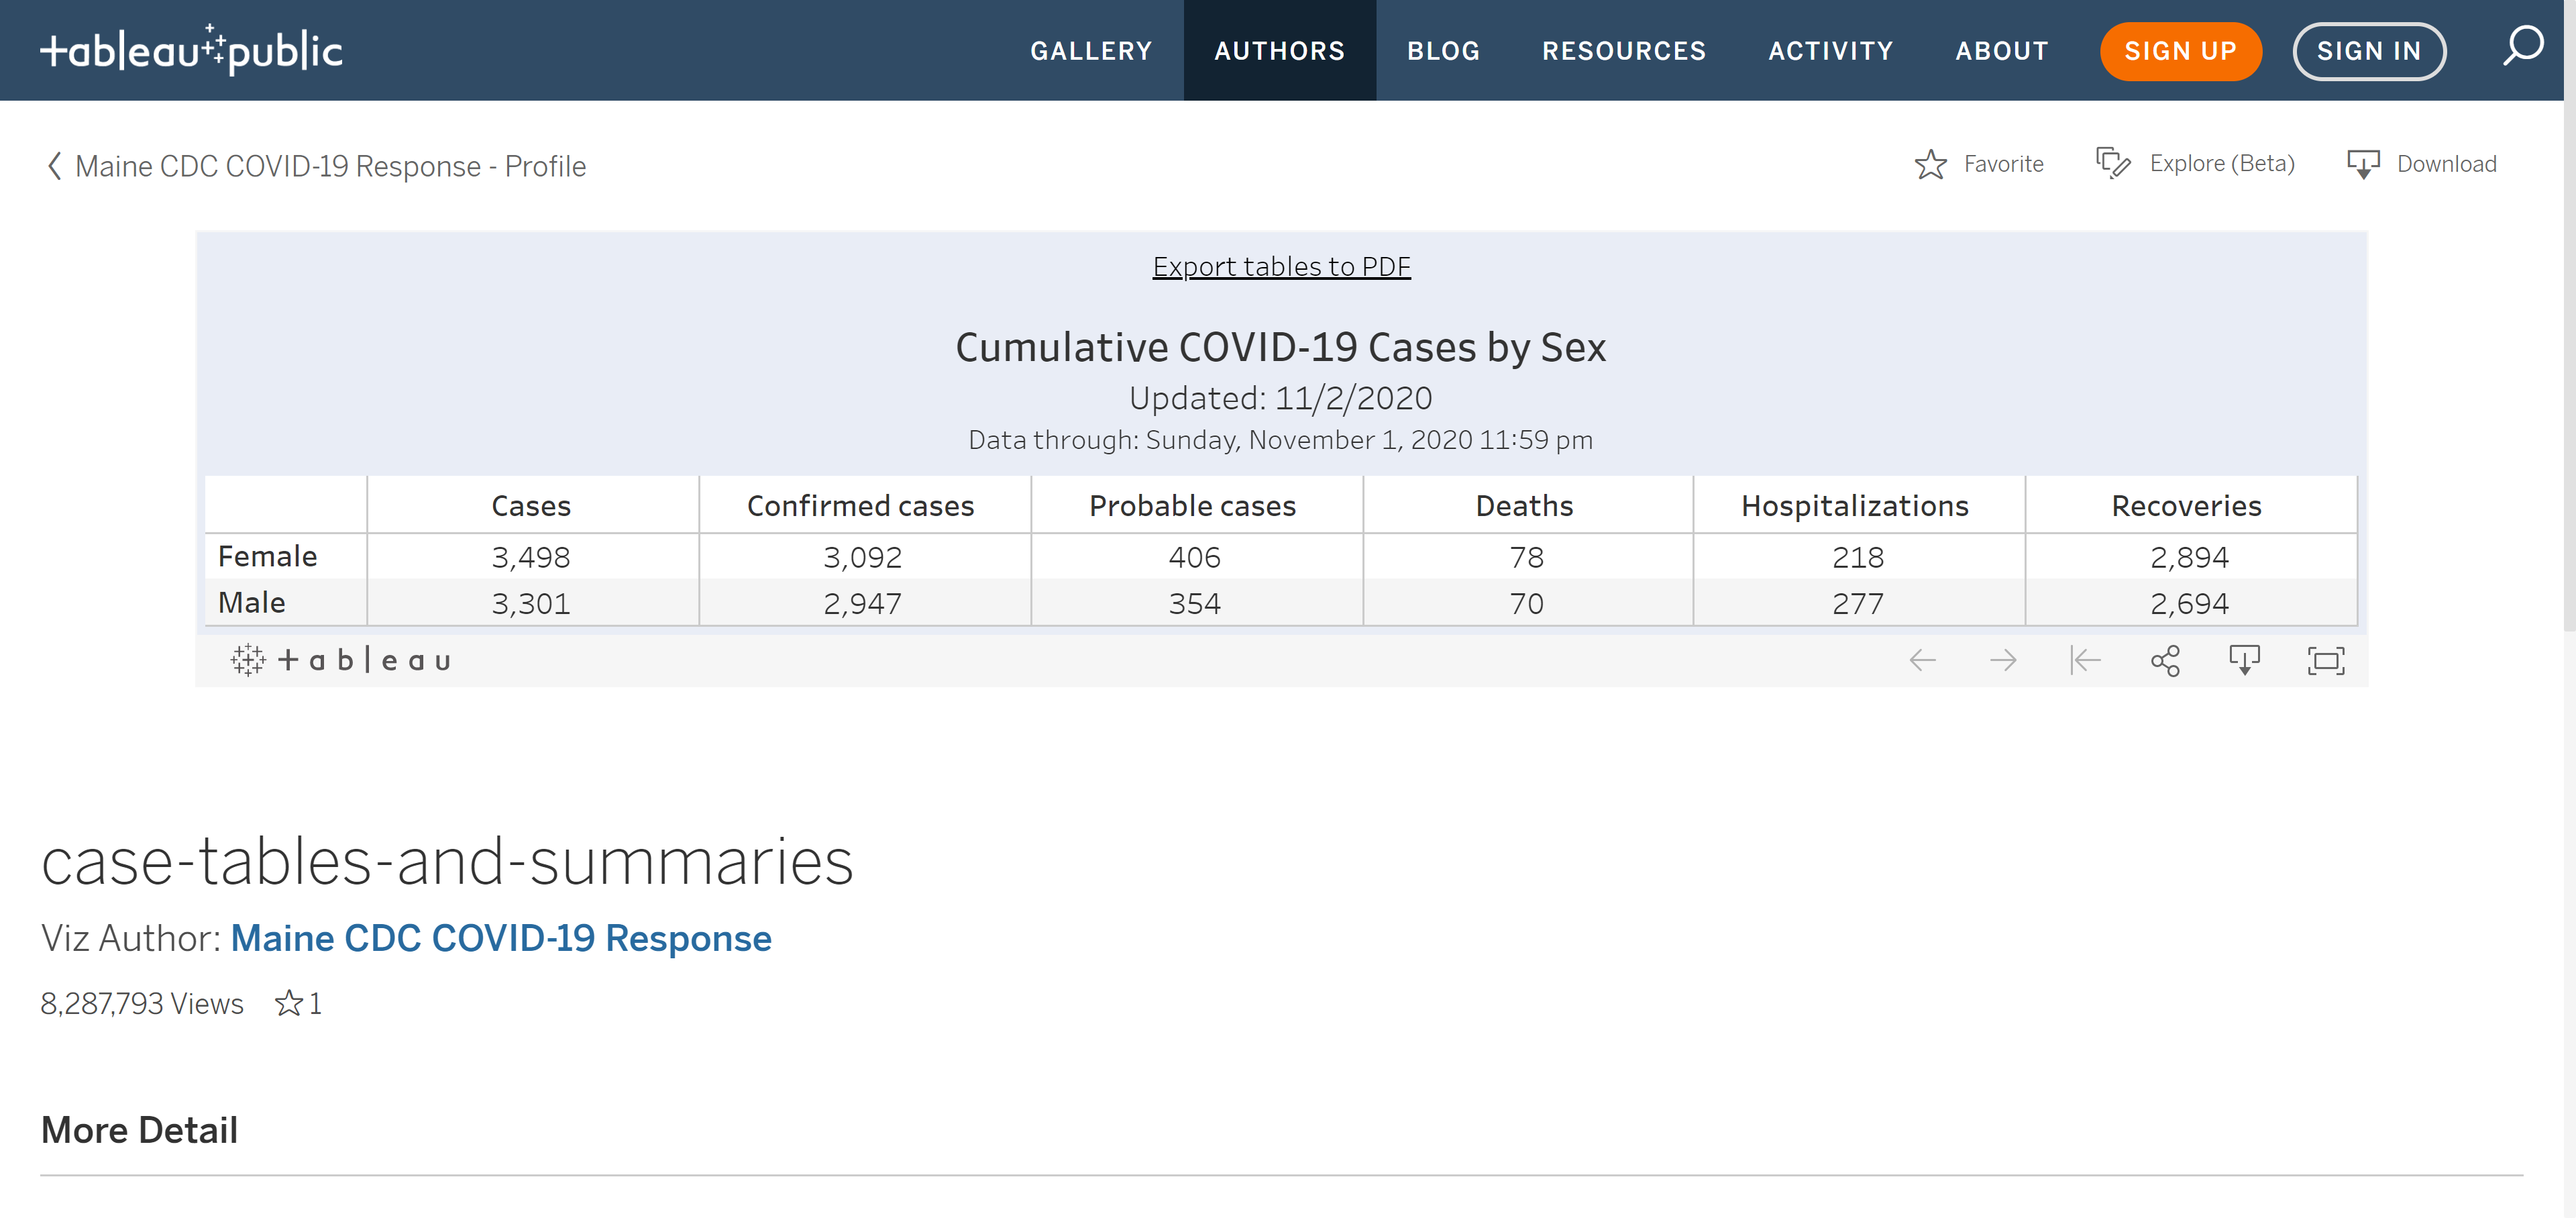 tableau public GALLERY AUTHORS BLOG RESOURCES ACTIVITY ABOUT SIGN UP SIGN IN
Maine CDC COVID-19 Response - Profile Favorite Explore (Beta) Download
Export tables to PDF
Cumulative COVID-19 Cases by Sex
Updated: 11/2/2020
Data through: Sunday, November 1, 2020 11:59 pm
Cases Confirmed cases Probable cases Deaths Hospitalizations Recoveries
Female 3,498 3,092 406 78 218 2,894
Male 3,301 2,947 354 70 277 2,694
tableau
case-tables-and-summaries
Viz Author: Maine CDC COVID-19 Response
8,287,793 Views 1
More Detail